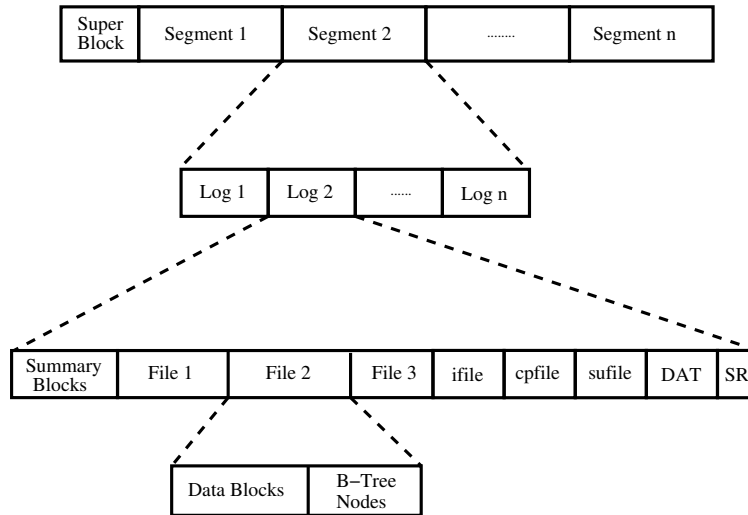 Super
Block
Segment 1
Segment 2
........
Segment n
Log 1
Log 2
......
Log n
Summary
Blocks
File 1
File 2
File 3
ifile
cpfile
sufile
DAT
SR
Data Blocks
B-Tree
Nodes